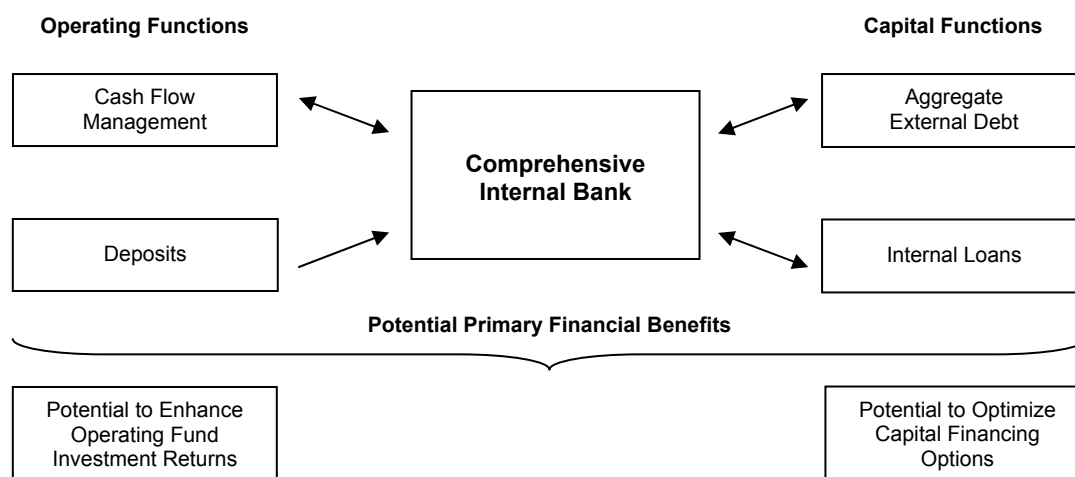 Operating Functions
Capital Functions
Cash Flow
Management
Comprehensive
Internal Bank
Aggregate
External Debt
Deposits
Internal Loans
Potential Primary Financial Benefits
Potential to Enhance
Operating Fund
Investment Returns
Potential to Optimize
Capital Financing
Options